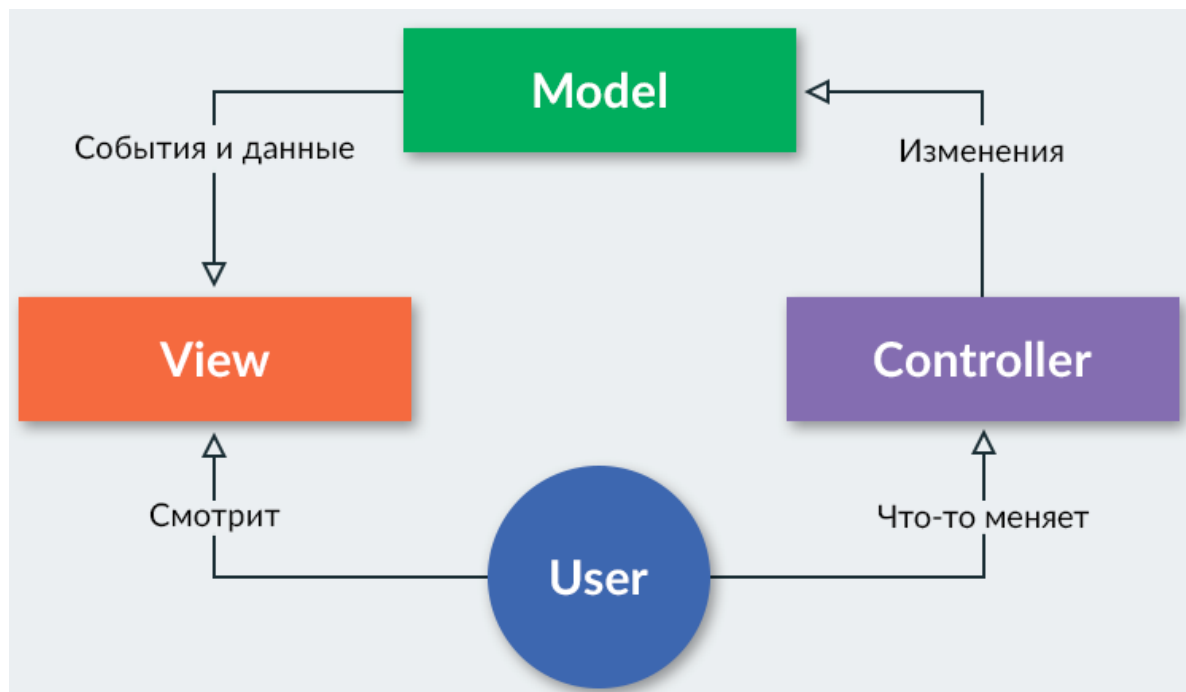 Model
События и данные
Изменения
View
Controller
Смотрит
Что-то меняет
User